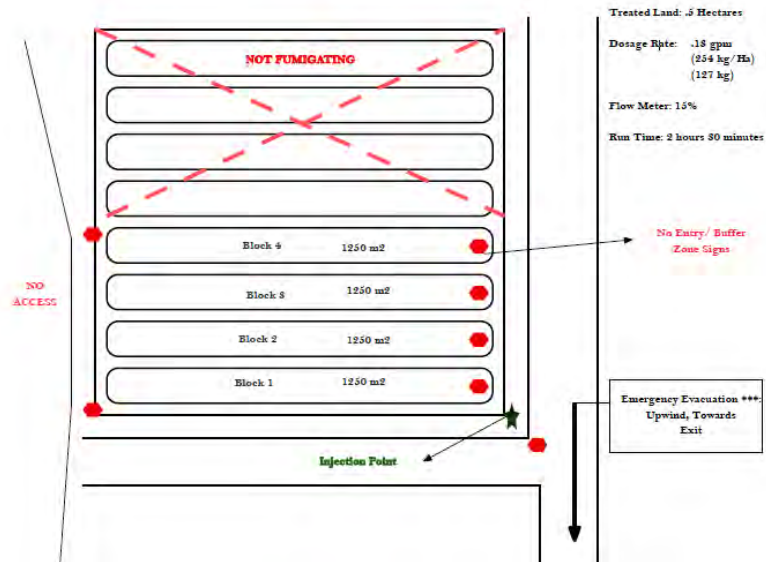 Treated Land: .5 Hectares
Dosage Rate: .18 gpm
(254 kg/Ha)
(127 kg)
Flow Meter: 15%
Run Time: 2 hours 30 minutes
NOT FUMIGATING
Block 4 1250 m2
Block 3 1250 m2
Block 2 1250 m2
Block 1 1250 m2
No Entry/ Buffer
Zone Signs
NO
ACCESS
Emergency Evacuation ***:
Upwind, Towards
Exit
Injection Point